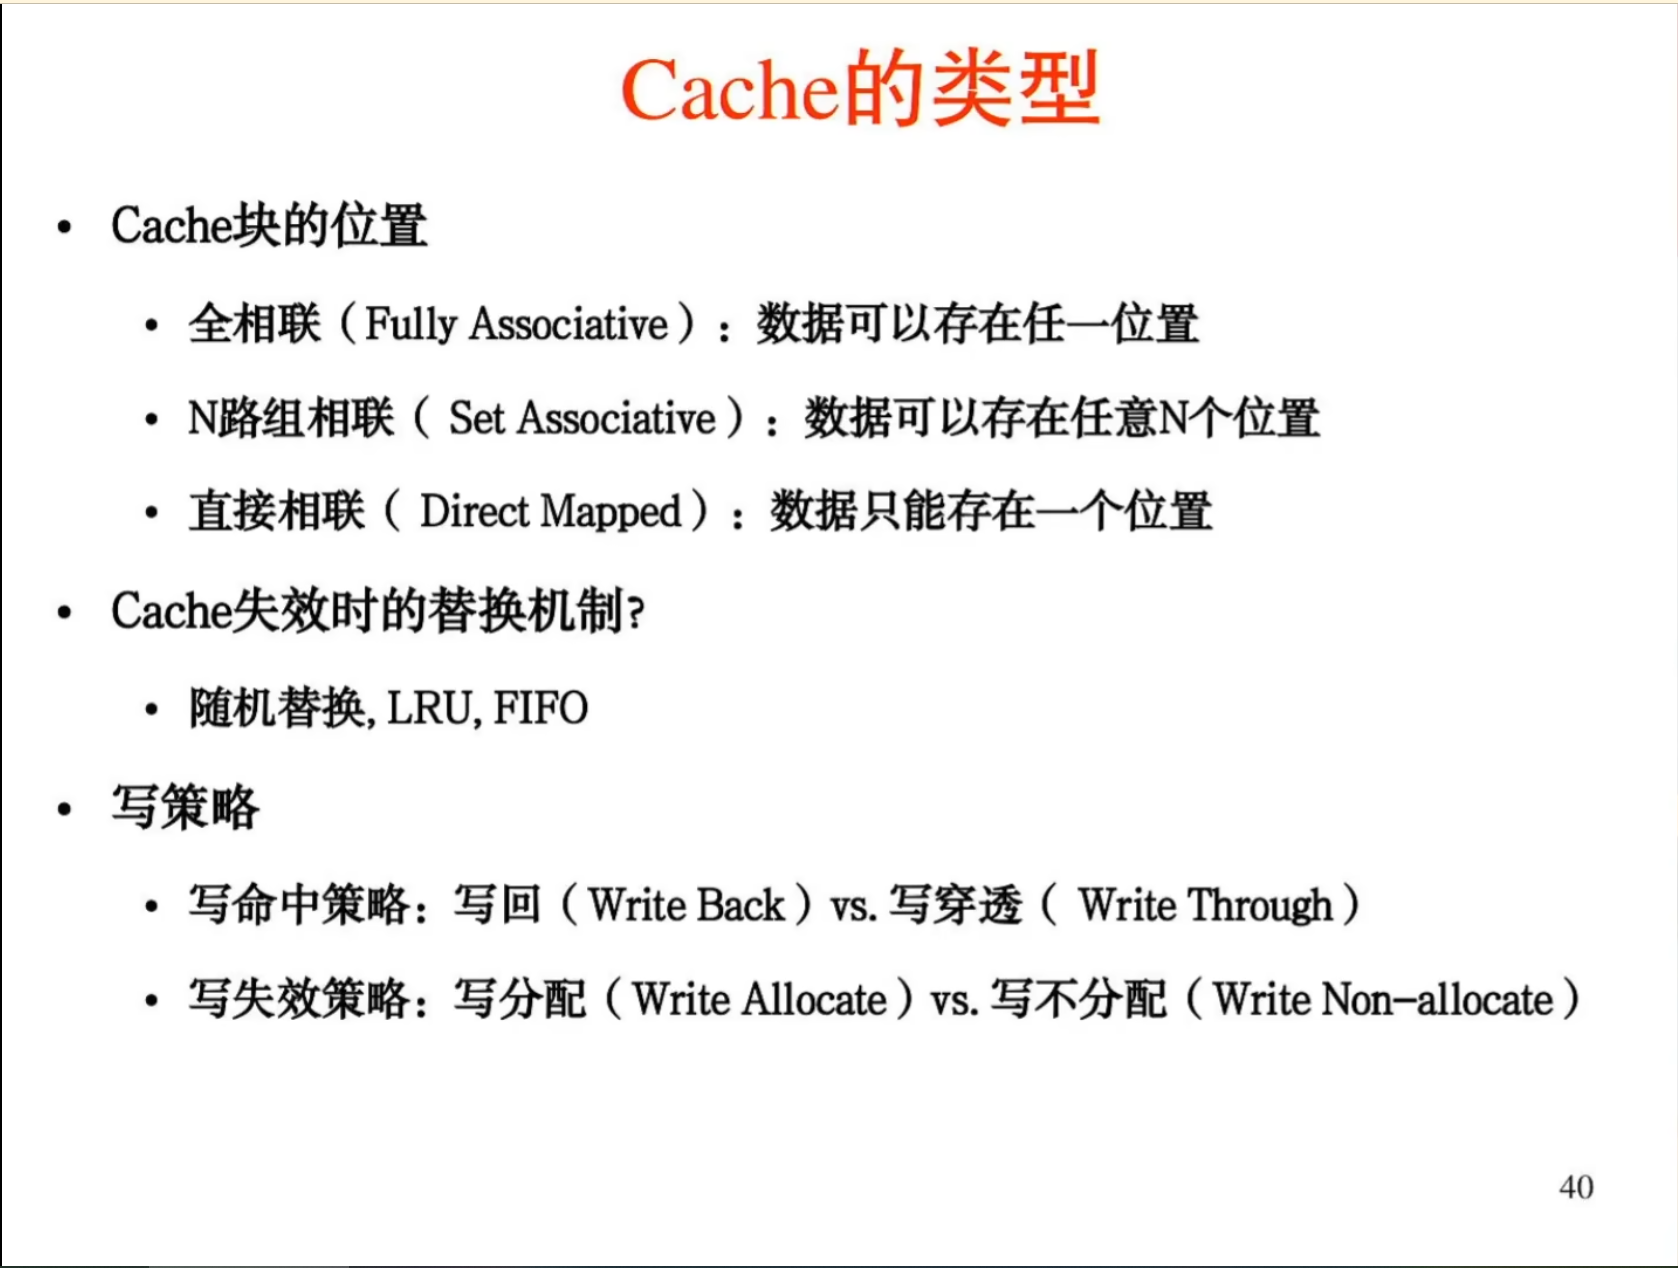 Cache的类型
• Cache块的位置
• 全相联（Fully Associative）：数据可以存在任一位置
• N路组相联（ Set Associative）：数据可以存在任意N个位置
• 直接相联（ Direct Mapped）：数据只能存在一个位置
• Cache失效时的替换机制?
• 随机替换, LRU, FIFO
• 写策略
• 写命中策略：写回（Write Back）vs. 写穿透（ Write Through）
• 写失效策略：写分配（Write Allocate）vs. 写不分配（Write Non-allocate）
40